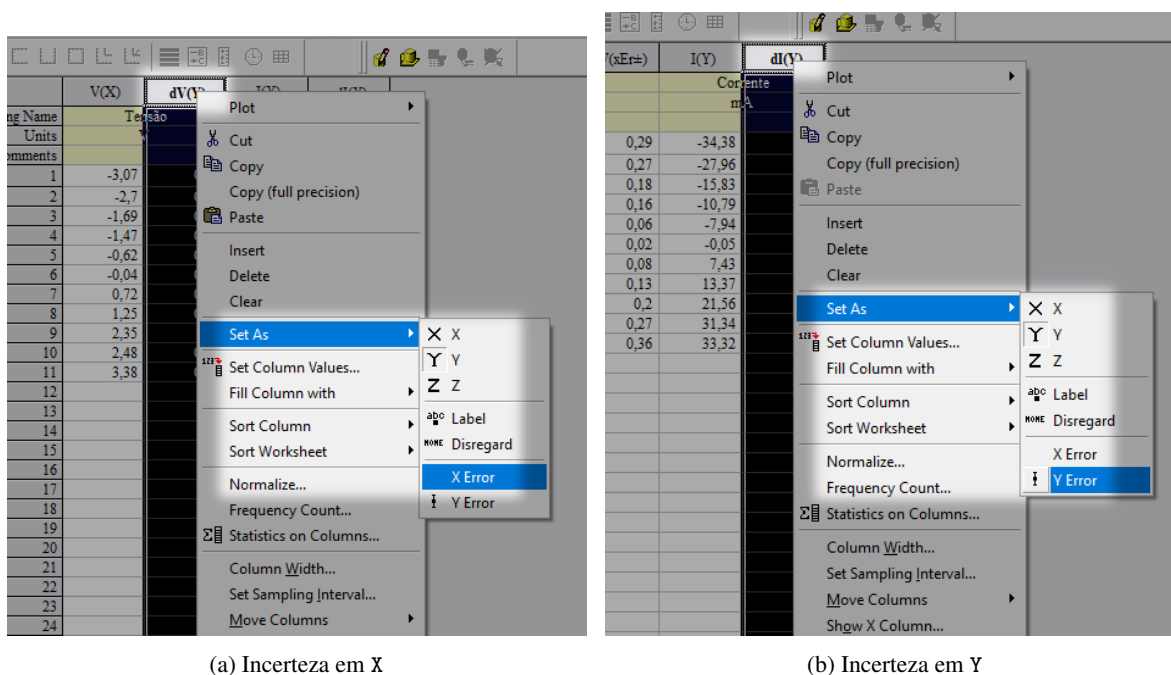 V(X) dV(Y)
Plot
ng Name Tensão
Units
omments
Cut
Copy
Copy (full precision)
Paste
Insert
Delete
Clear
Set As
Set Column Values...
Fill Column with
Sort Column
Sort Worksheet
Normalize...
Frequency Count...
Statistics on Columns...
Column Width...
Set Sampling Interval...
Move Columns
X
Y
Z
Label
Disregard
X Error
Y Error
1 -3,07
2 -2,7
3 -1,69
4 -1,47
5 -0,62
6 -0,04
7 0,72
8 1,25
9 2,35
10 2,48
11 3,38
12
13
14
15
16
17
18
19
20
21
22
23
24
(a) Incerteza em X
(xEr±) I(Y) dI(Y)
Corrente
mA
0,29 -34,38
0,27 -27,96
0,18 -15,83
0,16 -10,79
0,06 -7,94
0,02 -0,05
0,08 7,43
0,13 13,37
0,2 21,56
0,27 31,34
0,36 33,32
Plot
Cut
Copy
Copy (full precision)
Paste
Insert
Delete
Clear
Set As
Set Column Values...
Fill Column with
Sort Column
Sort Worksheet
Normalize...
Frequency Count...
Statistics on Columns...
Column Width...
Set Sampling Interval...
Move Columns
Show X Column...
X
Y
Z
Label
Disregard
X Error
Y Error
(b) Incerteza em Y